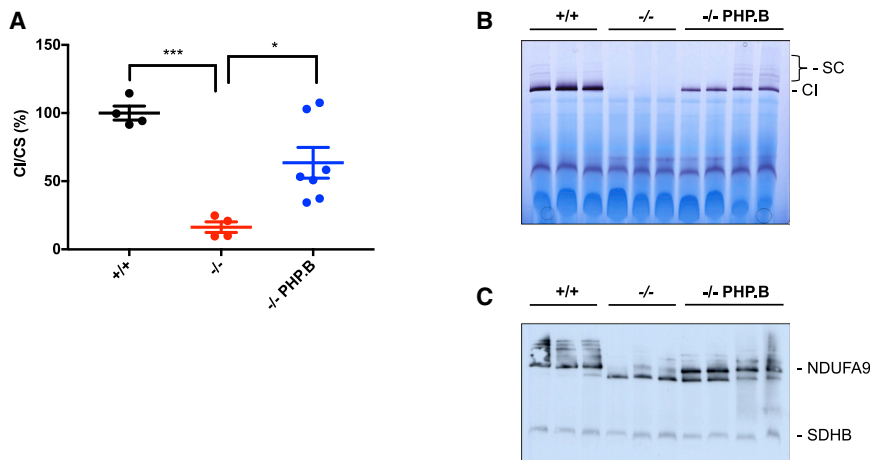 A
150
100
50
0
CI/CS (%)
***
*
+/+
-/-
-/- PHP.B
B
+/+ -/- -/- PHP.B
- SC
- CI
C
+/+ -/- -/- PHP.B
- NDUFA9
- SDHB